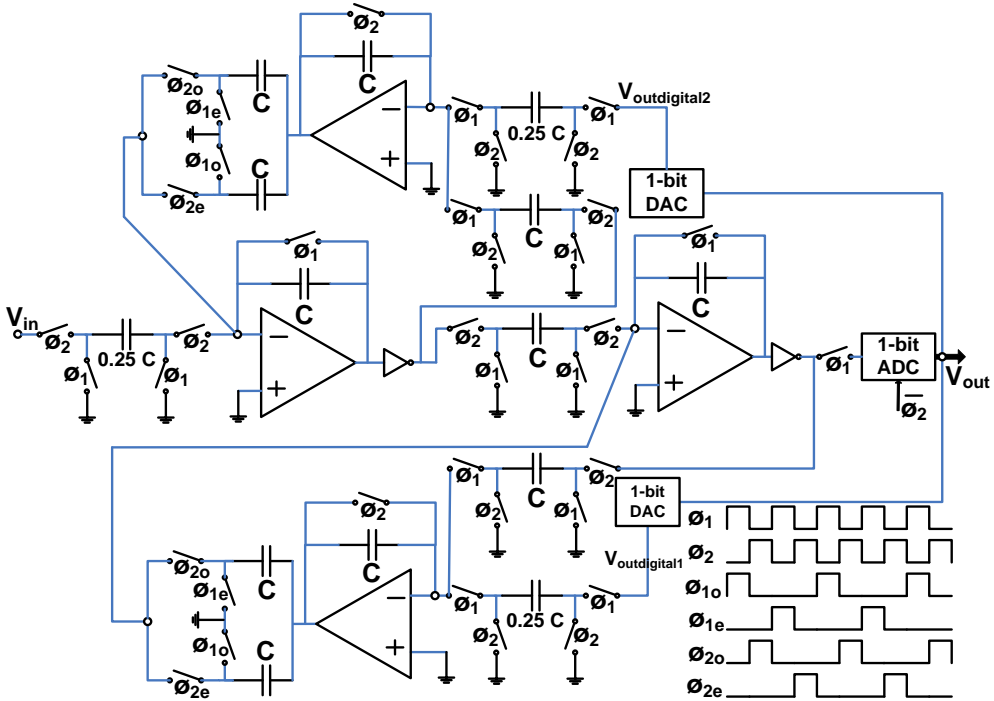 Ø2
C
C
Ø2o
Ø1e
Ø1o
Ø2e
C
−
+
Ø1
0.25 C
Ø1
Ø2
Ø2
Voutdigital2
1-bit
DAC
Ø1
C
Ø2
Ø2
Ø1
Ø1
C
−
+
Vin
Ø2
0.25 C
Ø2
Ø1
Ø1
Ø2
C
Ø2
Ø1
Ø1
Ø1
C
−
+
Ø1
1-bit
ADC
Ø2
Vout
Ø1
C
Ø2
Ø2
Ø1
1-bit
DAC
Voutdigital1
Ø2
C
−
+
Ø2o
Ø1e
Ø1o
Ø2e
C
C
Ø1
0.25 C
Ø1
Ø2
Ø2
Ø1
Ø2
Ø1o
Ø1e
Ø2o
Ø2e